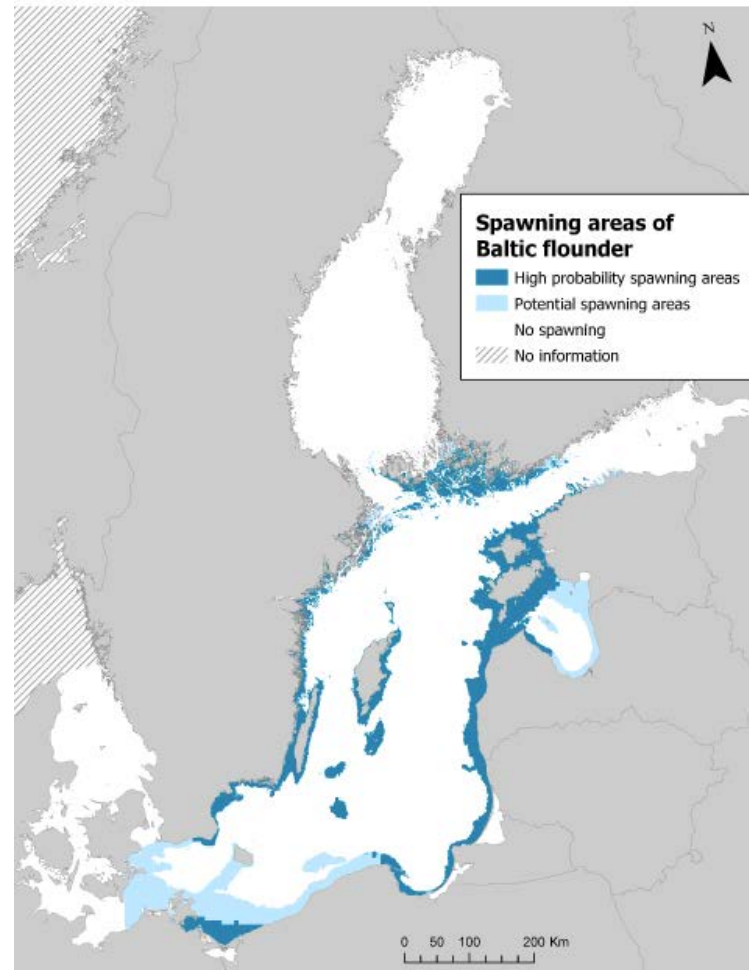 N
Spawning areas of
Baltic flounder
High probability spawning areas
Potential spawning areas
No spawning
No information
0 50 100 200 Km